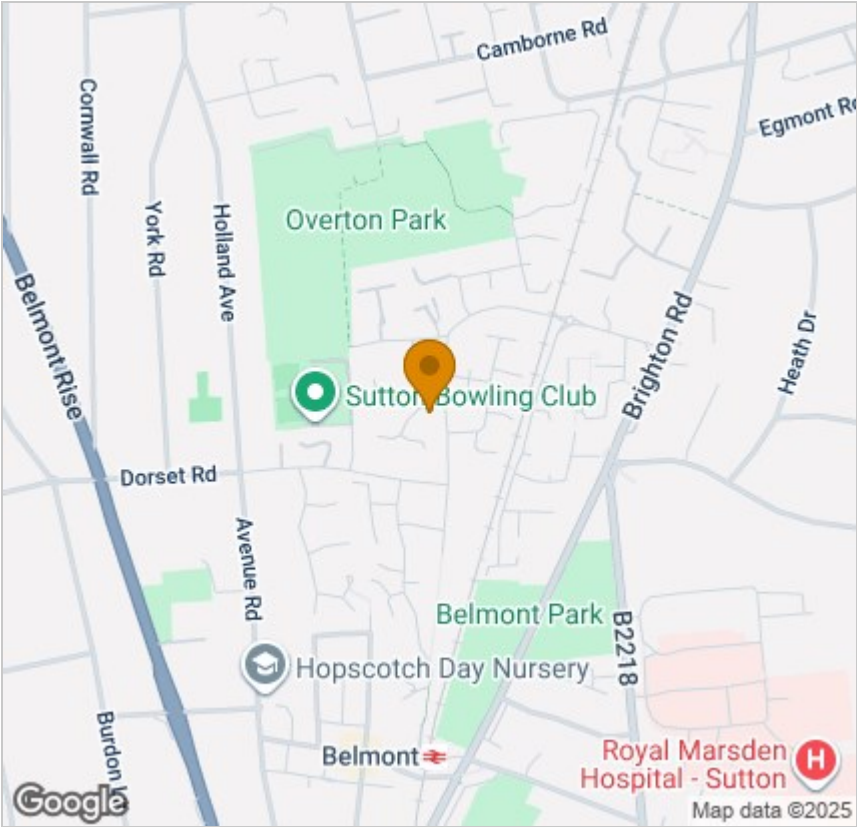 Camborne Rd
Egmont R
Cornwall Rd
York Rd
Holland Ave
Overton Park
Belmont Rise
Brighton Rd
Heath Dr
Sutton Bowling Club
Dorset Rd
Avenue Rd
Belmont Park
B2218
Hopscotch Day Nursery
Burdon L
Belmont
Royal Marsden
Hospital - Sutton
H
Google
Map data ©2025